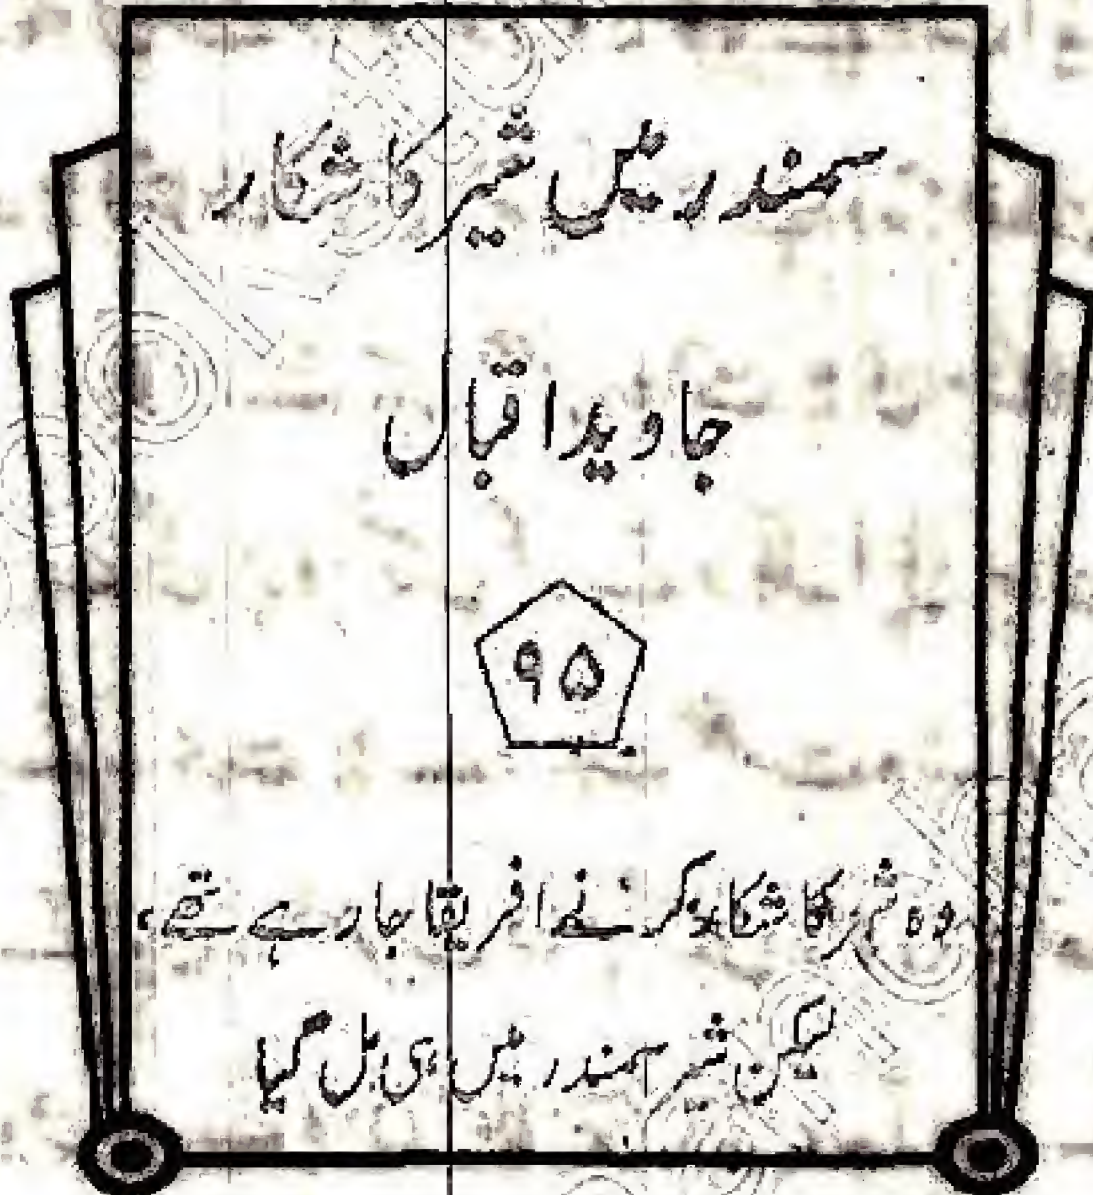 سمندر میں شیر کا شکار
جاوید اقبال
۹۵
وہ شیر کا شکار کرنے افریقا جا رہے تھے،
لیکن شیر سمندر میں ہی مل گیا